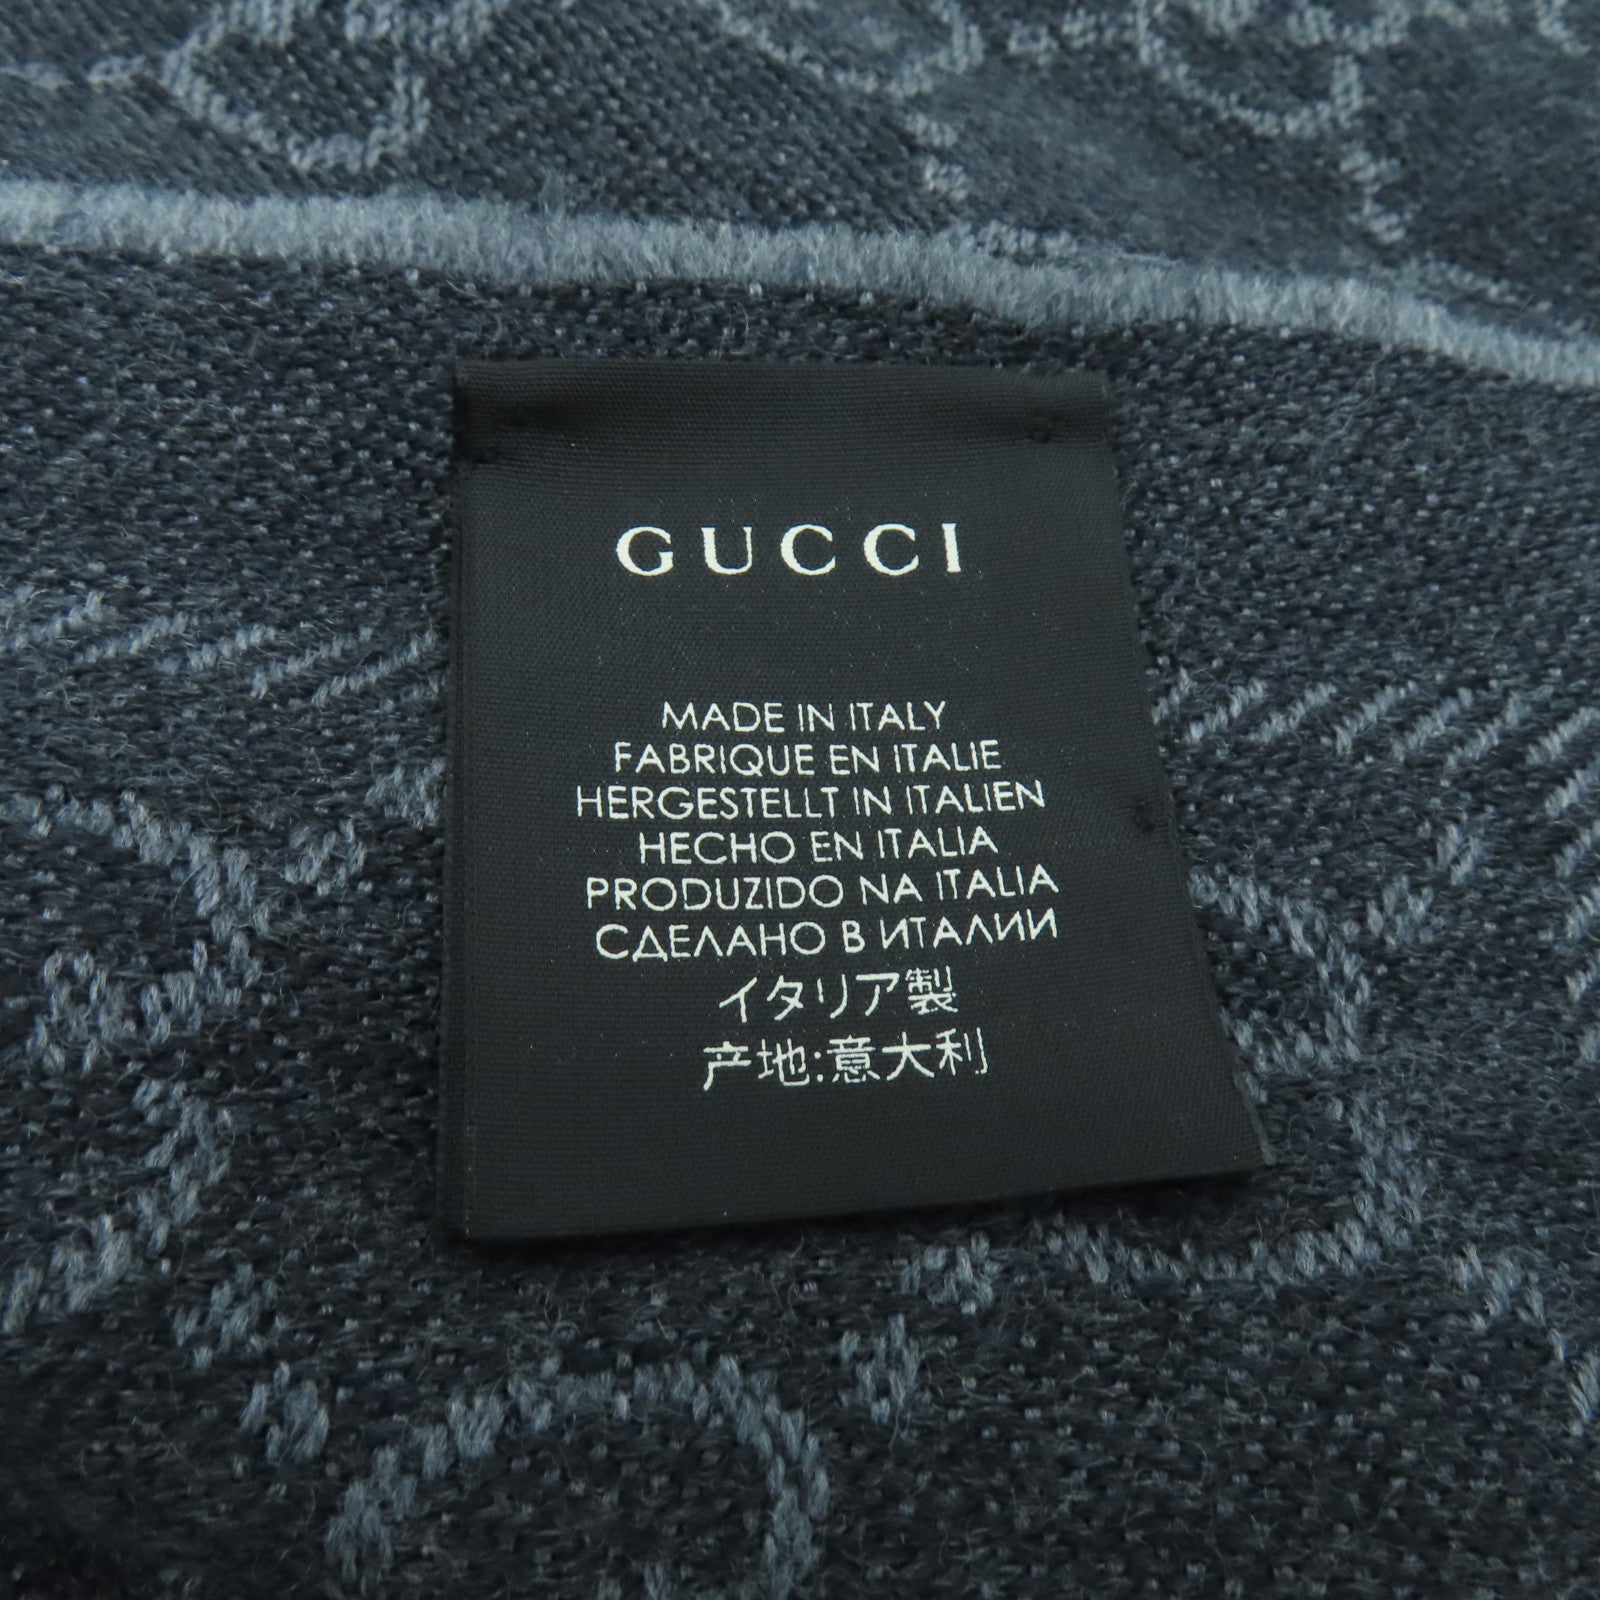 GUCCI
MADE IN ITALY
FABRIQUE EN ITALIE
HERGESTELLT IN ITALIEN
HECHO EN ITALIA
PRODUZIDO NA ITALIA
СДЕЛАНО В ИТАЛИИ
イタリア製
产地:意大利